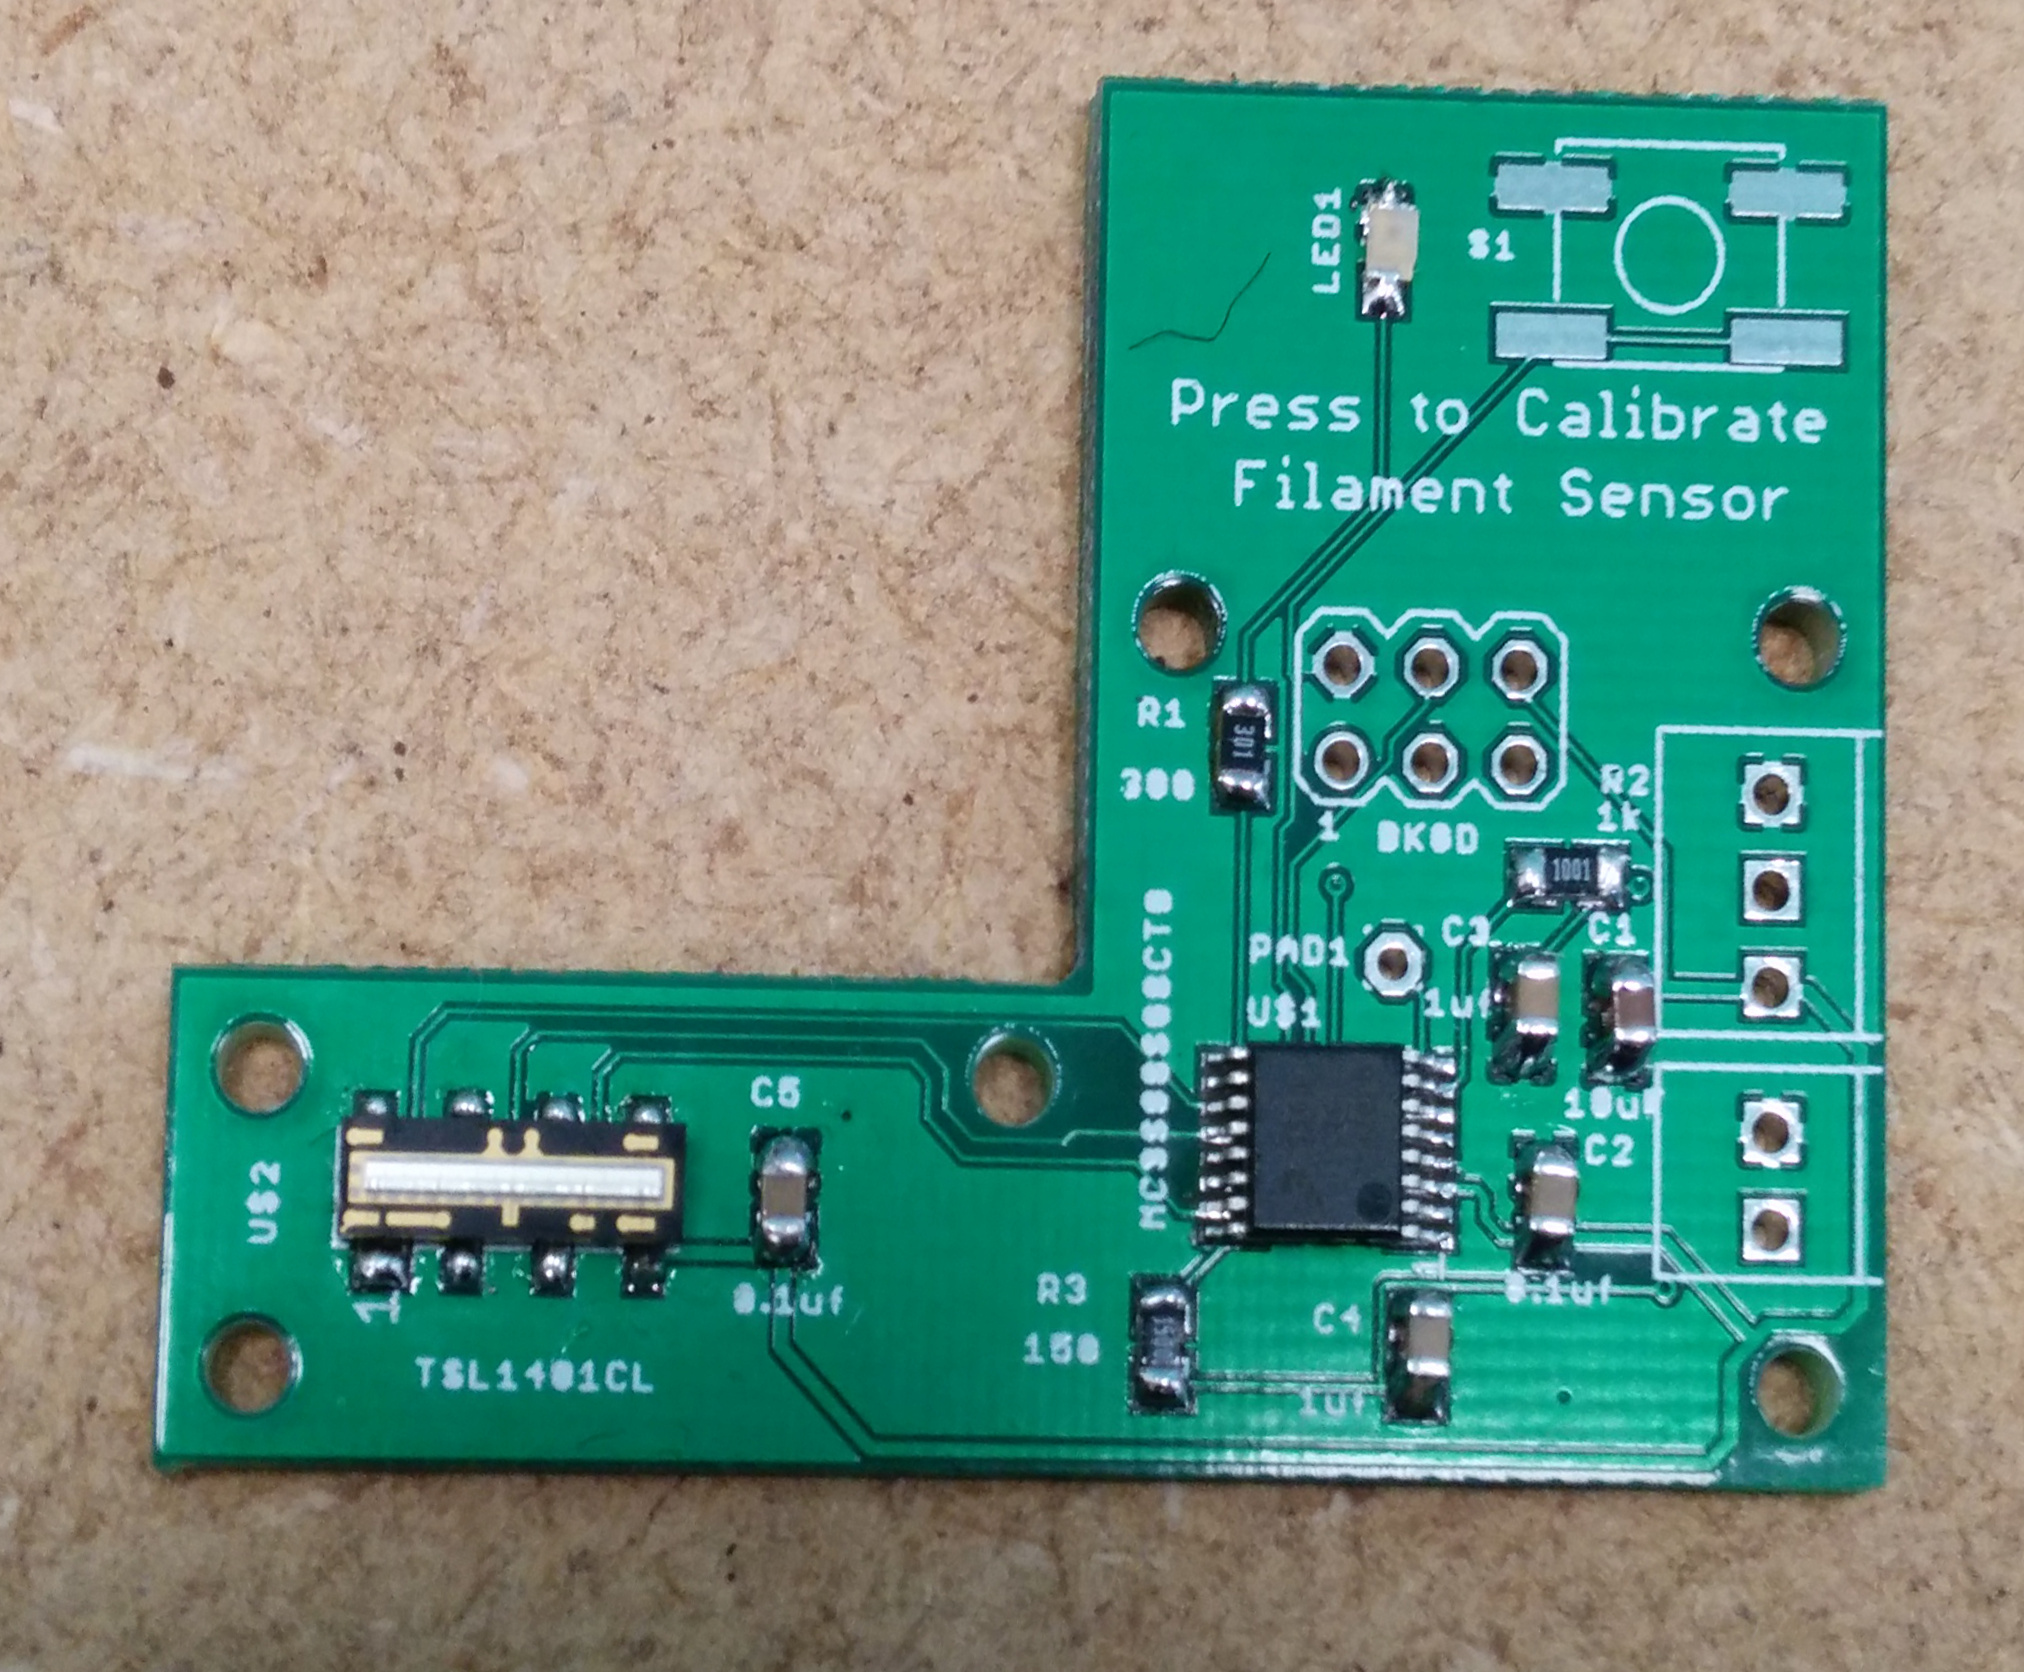 LED1
S1
Press to Calibrate
Filament Sensor
R1
301
300
1
BKGD
R2
1k
1001
PAD1
C3
C1
U$1
1uf
10uf
C2
0.1uf
C5
U$2
1
0.1uf
TSL1401CL
R3
150
151
C4
1uf